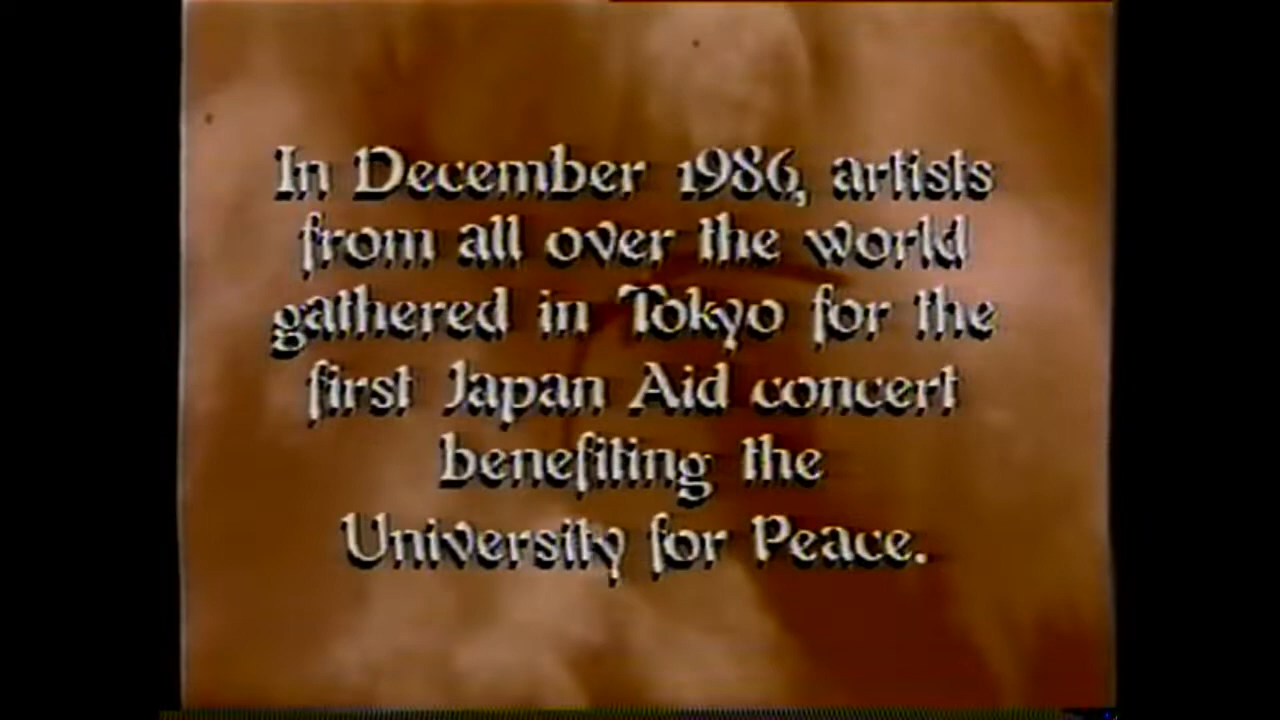 In December 1986, artists
from all over the world
gathered in Tokyo for the
first Japan Aid concert
benefiting the
University for Peace.